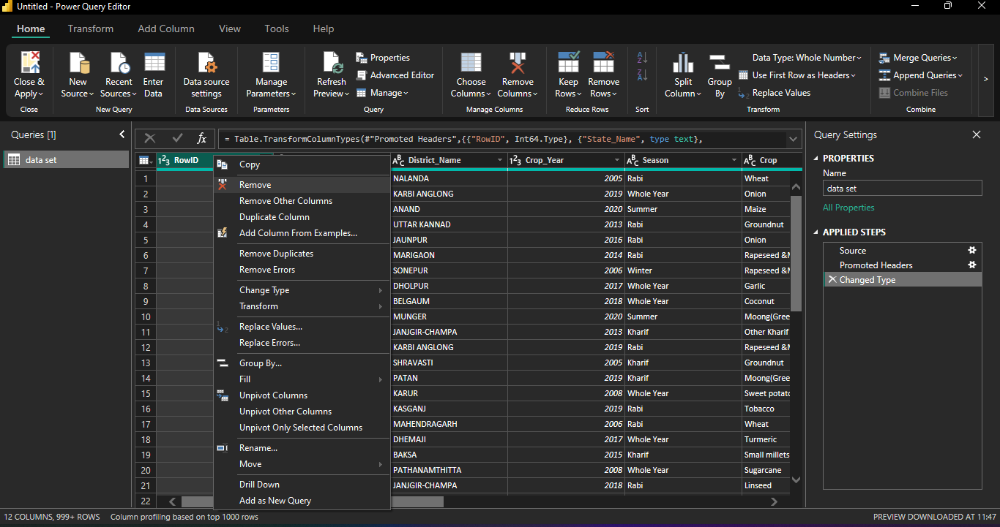 Untitled - Power Query Editor
Home Transform Add Column View Tools Help
Close & Apply
New Source
Recent Sources
Enter Data
Data source settings
Manage Parameters
Refresh Preview
Properties
Advanced Editor
Manage
Choose Columns
Remove Columns
Keep Rows
Remove Rows
Split Column
Group By
Data Type: Whole Number
Use First Row as Headers
Replace Values
Merge Queries
Append Queries
Combine Files
Close New Query Data Sources Parameters Query Manage Columns Reduce Rows Sort Transform Combine
Queries [1]
data set
fx = Table.TransformColumnTypes(#"Promoted Headers",{{"RowID", Int64.Type}, {"State_Name", type text},
RowID District_Name Crop_Year Season Crop
1 NALANDA 2005 Rabi Wheat
2 KARBI ANGLONG 2019 Whole Year Onion
3 ANAND 2020 Summer Maize
4 UTTAR KANNAD 2013 Rabi Groundnut
5 JAUNPUR 2016 Rabi Onion
6 MARIGAON 2014 Rabi Rapeseed &
7 SONEPUR 2006 Winter Rapeseed &
8 DHOLPUR 2017 Whole Year Garlic
9 BELGAUM 2018 Whole Year Coconut
10 MUNGER 2020 Summer Moong(Gree
11 JANJGIR-CHAMPA 2013 Kharif Other Kharif
12 KARBI ANGLONG 2019 Rabi Rapeseed &
13 SHRAVASTI 2005 Kharif Groundnut
14 PATAN 2019 Kharif Moong(Gree
15 KARUR 2008 Whole Year Sweet potato
16 KASGANJ 2019 Rabi Tobacco
17 MAHENDRAGARH 2006 Rabi Wheat
18 DHEMAJI 2017 Whole Year Turmeric
19 BAKSA 2015 Kharif Small millets
20 PATHANAMTHITTA 2008 Whole Year Sugarcane
21 JANJGIR-CHAMPA 2018 Rabi Linseed
22
Copy
Remove
Remove Other Columns
Duplicate Column
Add Column From Examples...
Remove Duplicates
Remove Errors
Change Type
Transform
Replace Values...
Replace Errors...
Group By...
Fill
Unpivot Columns
Unpivot Other Columns
Unpivot Only Selected Columns
Rename...
Move
Drill Down
Add as New Query
Query Settings
PROPERTIES
Name
data set
All Properties
APPLIED STEPS
Source
Promoted Headers
Changed Type
12 COLUMNS, 999+ ROWS Column profiling based on top 1000 rows
PREVIEW DOWNLOADED AT 11:47